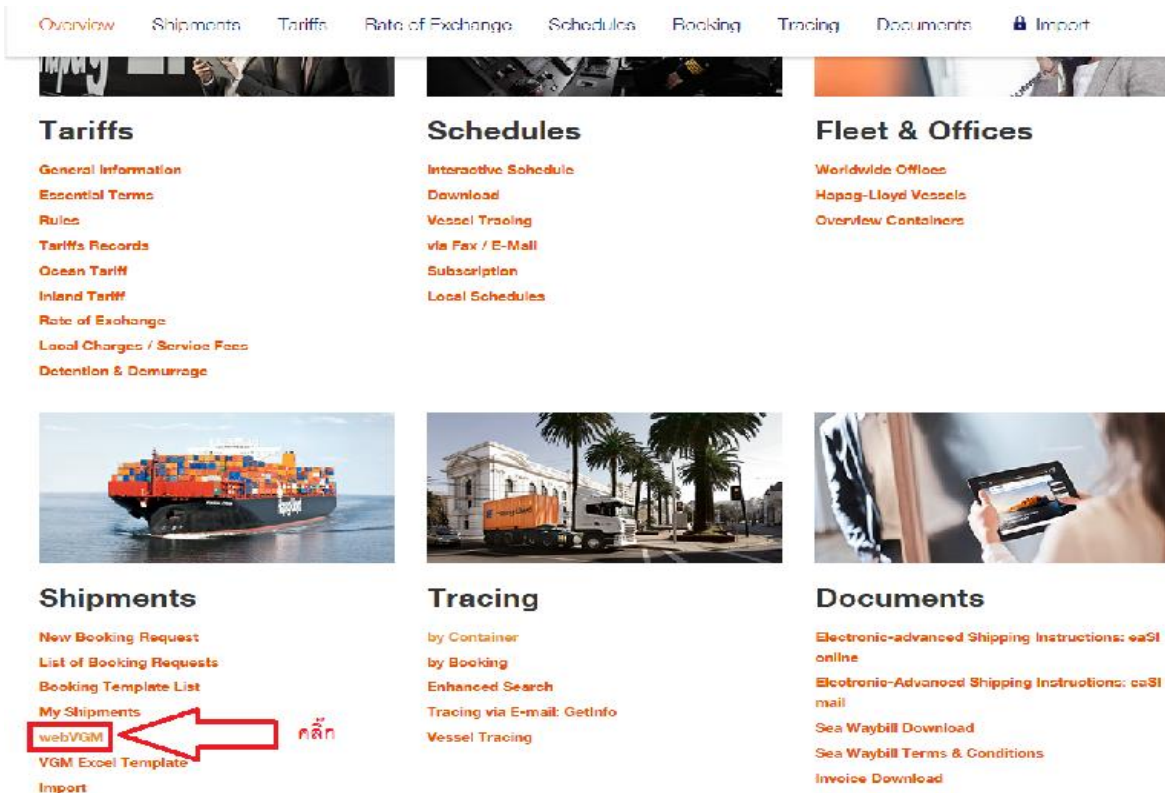 Overview Shipments Tariffs Rate of Exchange Schedules Booking Tracing Documents Import
Tariffs
General Information
Essential Terms
Rules
Tariffs Records
Ocean Tariff
Inland Tariff
Rate of Exchange
Local Charges / Service Fees
Detention & Demurrage
Schedules
Interactive Schedule
Download
Vessel Tracing
via Fax / E-Mail
Subscription
Local Schedules
Fleet & Offices
Worldwide Offices
Hapag-Lloyd Vessels
Overview Containers
Shipments
New Booking Request
List of Booking Requests
Booking Template List
My Shipments
webVGM
คลิ๊ก
VGM Excel Template
Import
Tracing
by Container
by Booking
Enhanced Search
Tracing via E-mail: GetInfo
Vessel Tracing
Documents
Electronic-advanced Shipping Instructions: eaSI
online
Electronic-Advanced Shipping Instructions: eaSI
mail
Sea Waybill Download
Sea Waybill Terms & Conditions
Invoice Download